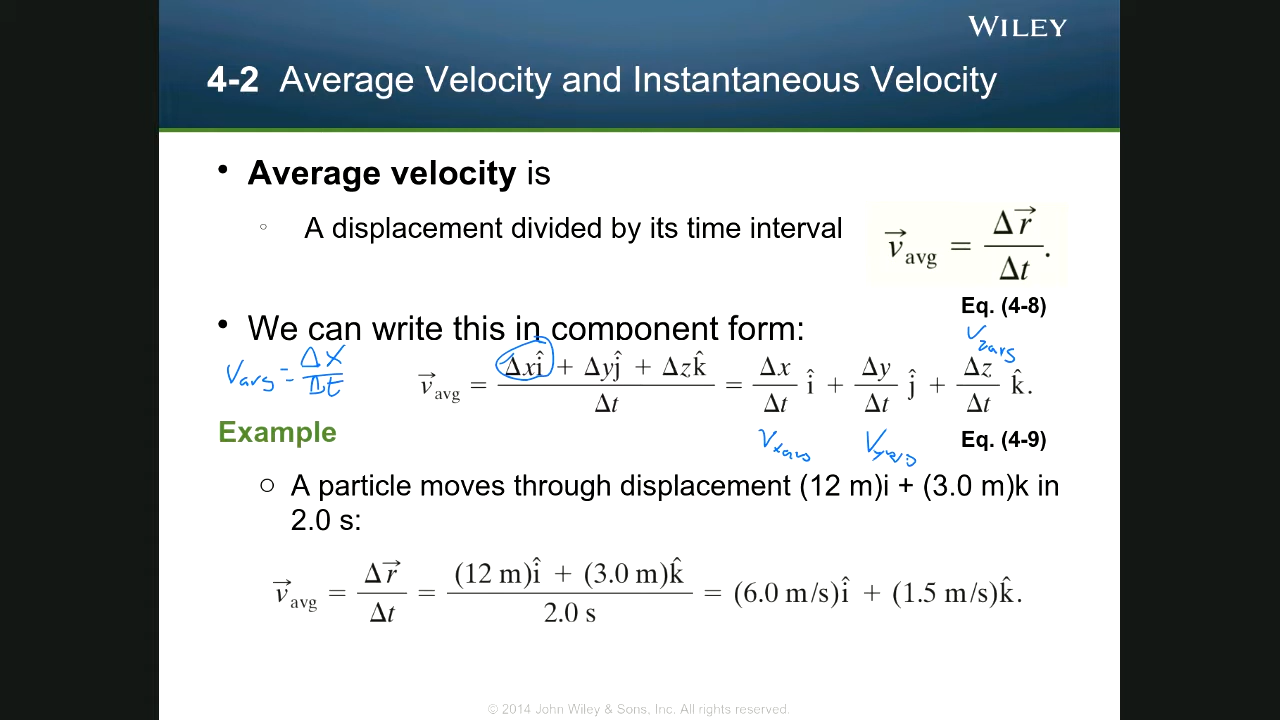 WILEY
4-2 Average Velocity and Instantaneous Velocity
• Average velocity is
○ A displacement divided by its time interval
v⃗avg = Δr⃗ / Δt.
Eq. (4-8)
• We can write this in component form:
Vzavg
Vavg = ΔX / Δt
v⃗avg = (Δxî + Δyĵ + Δzk̂) / Δt = Δx/Δt î + Δy/Δt ĵ + Δz/Δt k̂.
Vxavg Vyavg
Eq. (4-9)
Example
○ A particle moves through displacement (12 m)i + (3.0 m)k in
2.0 s:
v⃗avg = Δr⃗ / Δt = ((12 m)î + (3.0 m)k̂) / 2.0 s = (6.0 m/s)î + (1.5 m/s)k̂.
© 2014 John Wiley & Sons, Inc. All rights reserved.